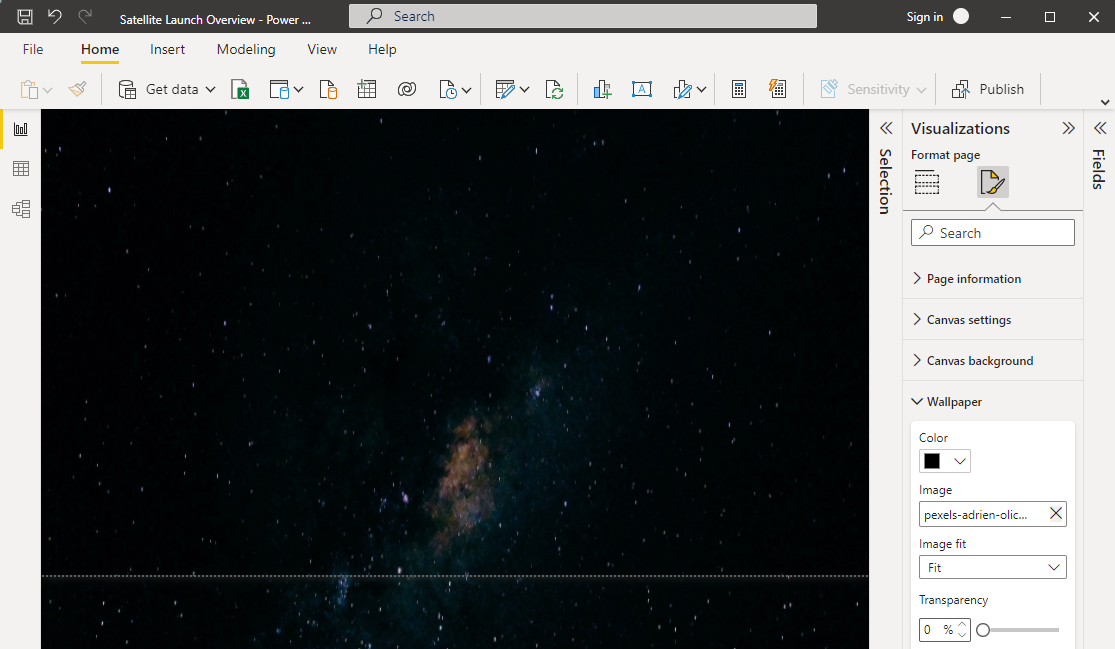 Satellite Launch Overview - Power ...
Search
Sign in
File
Home
Insert
Modeling
View
Help
Get data
Sensitivity
Publish
Selection
Visualizations
Format page
Search
Page information
Canvas settings
Canvas background
Wallpaper
Color
Image
pexels-adrien-olic...
Image fit
Fit
Transparency
0 %
Fields